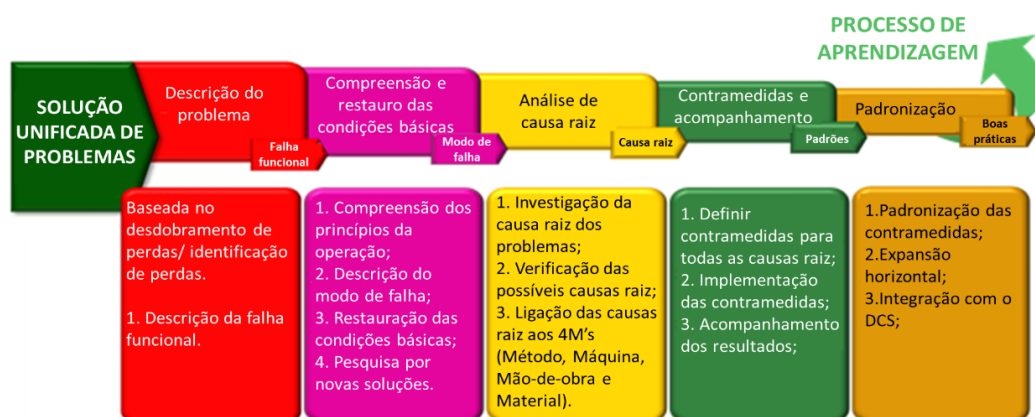 PROCESSO DE
APRENDIZAGEM
SOLUÇÃO
UNIFICADA DE
PROBLEMAS
Descrição do
problema
Falha
funcional
Compreensão e
restauro das
condições básicas
Modo de
falha
Análise de
causa raiz
Causa raiz
Contramedidas e
acompanhamento
Padrões
Padronização
Boas
práticas
Baseada no
desdobramento de
perdas/ identificação
de perdas.
1. Descrição da falha
funcional.
1. Compreensão dos
princípios da
operação;
2. Descrição do
modo de falha;
3. Restauração das
condições básicas;
4. Pesquisa por
novas soluções.
1. Investigação da
causa raiz dos
problemas;
2. Verificação das
possíveis causas raiz;
3. Ligação das causas
raiz aos 4M's
(Método, Máquina,
Mão-de-obra e
Material).
1. Definir
contramedidas para
todas as causas raiz;
2. Implementação
das contramedidas;
3. Acompanhamento
dos resultados;
1.Padronização das
contramedidas;
2.Expansão
horizontal;
3.Integração com o
DCS;